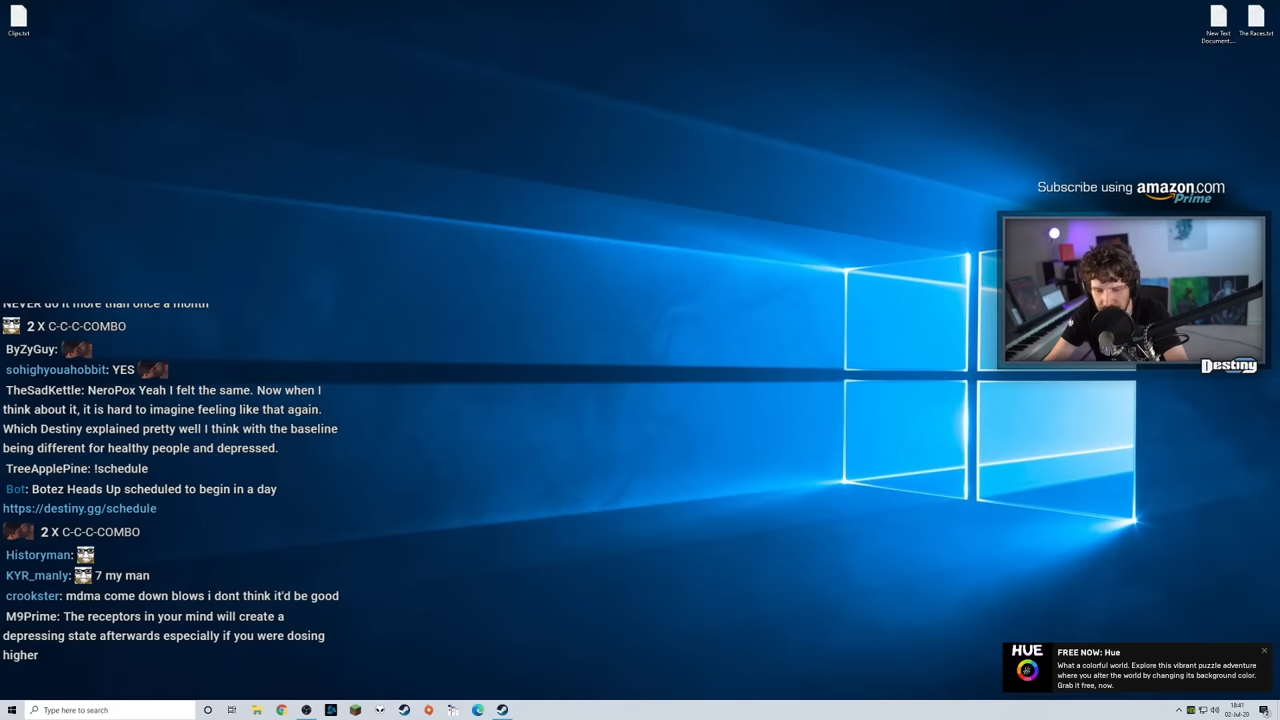 Clips.txt
New Text
Document....
The Races.txt
Subscribe using amazon.com
Prime
Destiny
NEVER do it more than once a month
2 X C-C-C-COMBO
ByZyGuy:
sohighyouahobbit: YES
TheSadKettle: NeroPox Yeah I felt the same. Now when I
think about it, it is hard to imagine feeling like that again.
Which Destiny explained pretty well I think with the baseline
being different for healthy people and depressed.
TreeApplePine: !schedule
Bot: Botez Heads Up scheduled to begin in a day
https://destiny.gg/schedule
2 X C-C-C-COMBO
Historyman:
KYR_manly: 7 my man
crookster: mdma come down blows i dont think it'd be good
M9Prime: The receptors in your mind will create a
depressing state afterwards especially if you were dosing
higher
HUE
FREE NOW: Hue
What a colorful world. Explore this vibrant puzzle adventure
where you alter the world by changing its background color.
Grab it free, now.
Type here to search
18:41
02-Jul-20